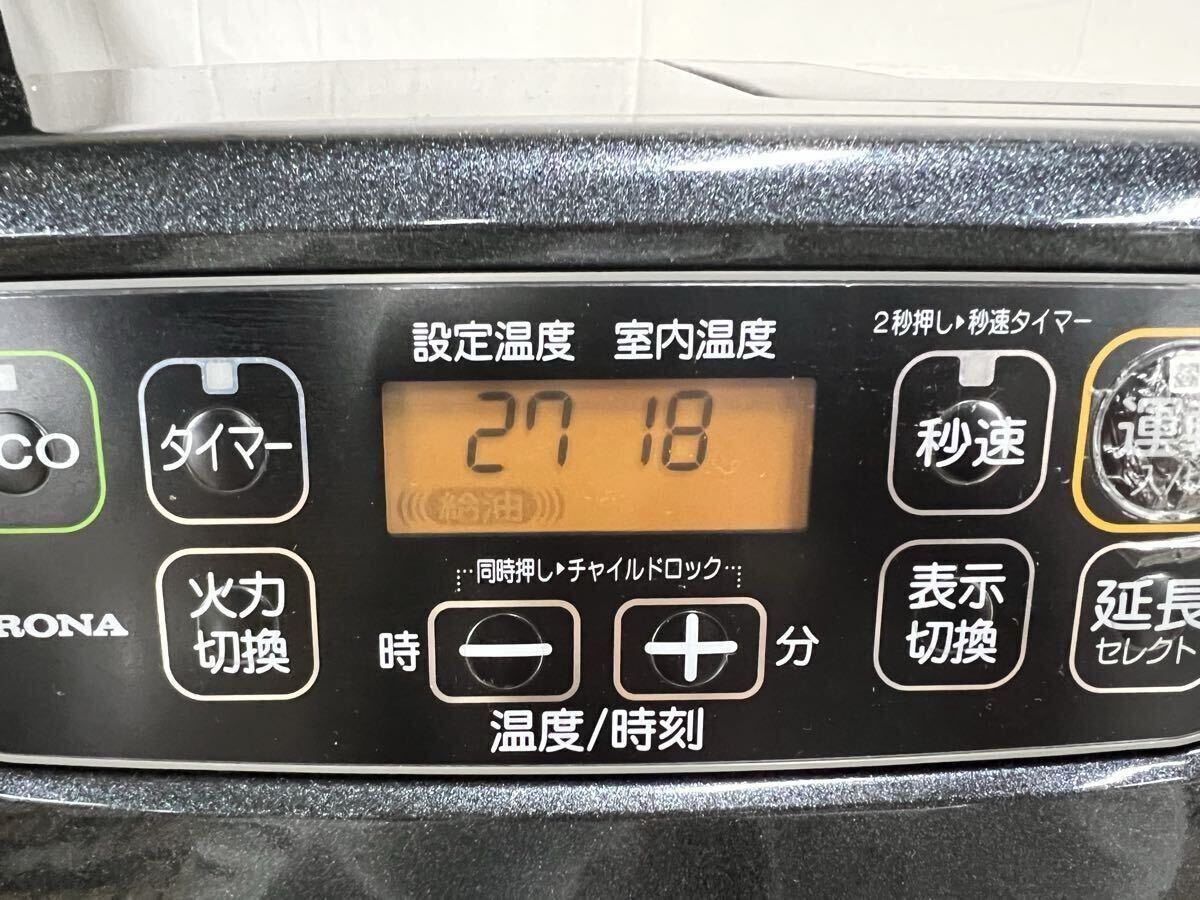 設定温度 室内温度
2秒押し▶秒速タイマー
CO
タイマー
27 18
給油
秒速
運
同時押し▶チャイルドロック
火力
切換
RONA
時
−
+
分
表示
切換
延長
セレクト
温度/時刻